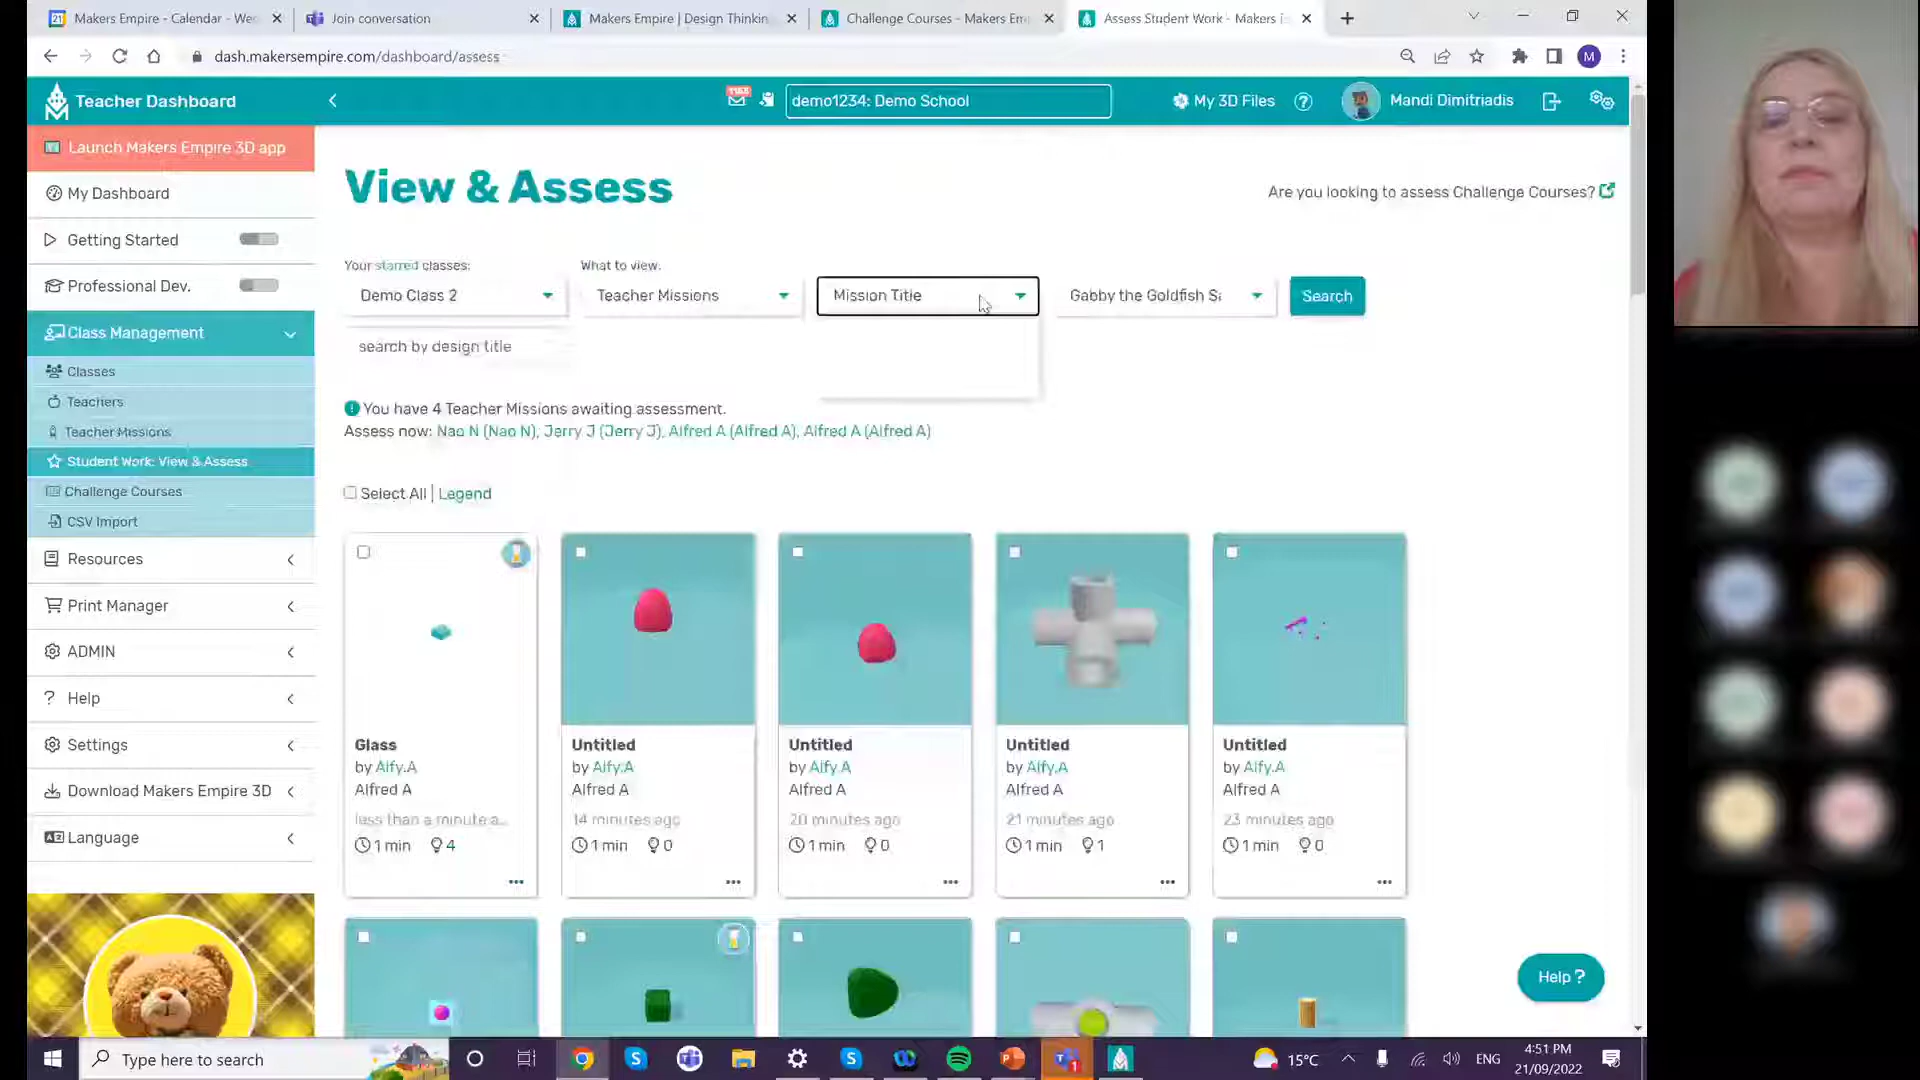 Makers Empire - Calendar - We
Join conversation
Makers Empire | Design Thinkin
Challenge Courses - Makers Em
Assess Student Work - Makers
dash.makersempire.com/dashboard/assess
M
Teacher Dashboard
demo1234: Demo School
My 3D Files
Mandi Dimitriadis
Launch Makers Empire 3D app
My Dashboard
Getting Started
Professional Dev.
Class Management
Classes
Teachers
Teacher Missions
Student Work: View & Assess
Challenge Courses
CSV Import
Resources
Print Manager
ADMIN
Help
Settings
Download Makers Empire 3D
Language
View & Assess
Are you looking to assess Challenge Courses?
Your starred classes:
What to view:
Demo Class 2
Teacher Missions
Mission Title
Gabby the Goldfish Sa
Search
search by design title
You have 4 Teacher Missions awaiting assessment.
Assess now: Nao N (Nao N), Jerry J (Jerry J), Alfred A (Alfred A), Alfred A (Alfred A)
Select All | Legend
Glass
by Alfy.A
Alfred A
less than a minute a...
1 min 4
...
Untitled
by Alfy.A
Alfred A
14 minutes ago
1 min 0
...
Untitled
by Alfy.A
Alfred A
20 minutes ago
1 min 0
...
Untitled
by Alfy.A
Alfred A
21 minutes ago
1 min 1
...
Untitled
by Alfy.A
Alfred A
23 minutes ago
1 min 0
...
Help ?
Type here to search
15°C
ENG
4:51 PM
21/09/2022